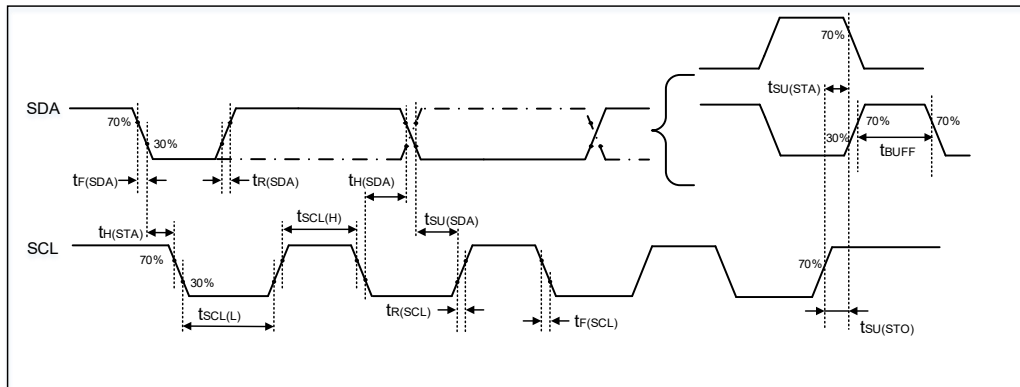 70%
tSU(STA)
SDA
70%
30%
30%
70%
70%
tBUFF
tF(SDA)
tR(SDA)
tH(SDA)
tH(STA)
tSCL(H)
tSU(SDA)
SCL
70%
30%
70%
tSCL(L)
tR(SCL)
tF(SCL)
tSU(STO)